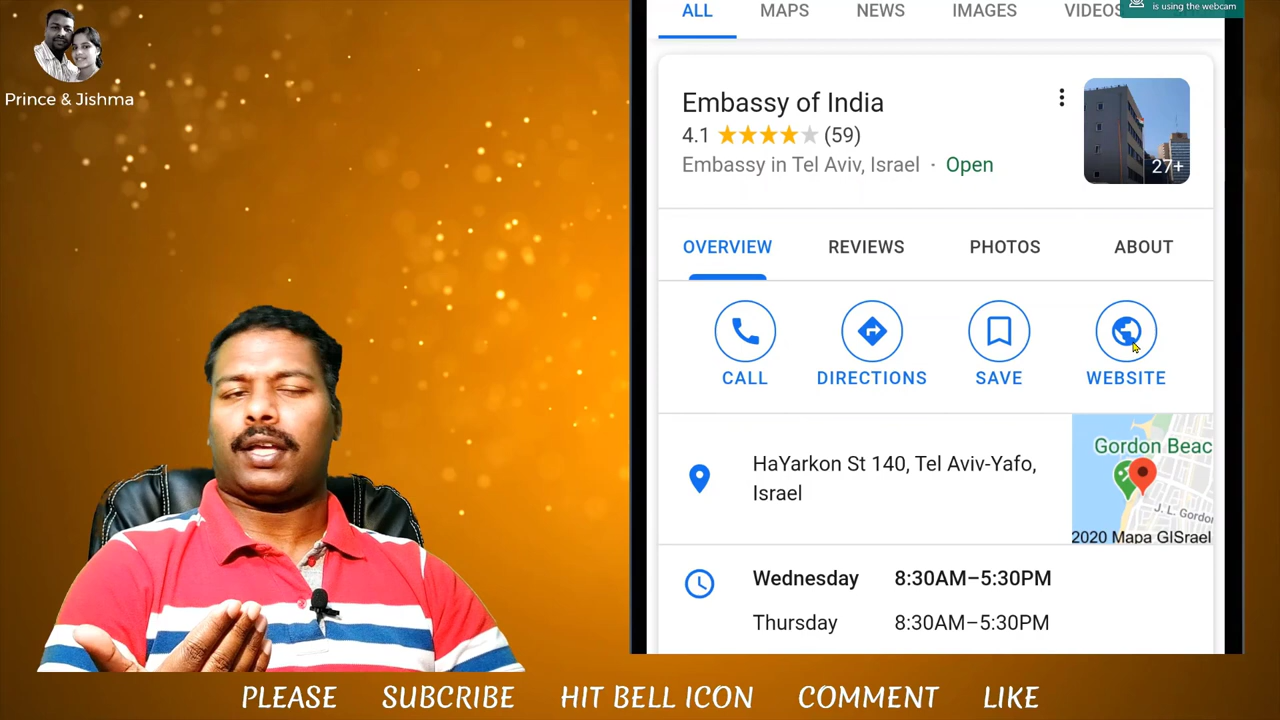 Prince & Jishma
ALL MAPS NEWS IMAGES VIDEOS
is using the webcam
Embassy of India
4.1 (59)
Embassy in Tel Aviv, Israel · Open
27+
OVERVIEW REVIEWS PHOTOS ABOUT
CALL DIRECTIONS SAVE WEBSITE
HaYarkon St 140, Tel Aviv-Yafo,
Israel
Gordon Beac
J. L. Gordon
2020 Mapa GISrael
Wednesday 8:30AM–5:30PM
Thursday 8:30AM–5:30PM
PLEASE SUBCRIBE HIT BELL ICON COMMENT LIKE